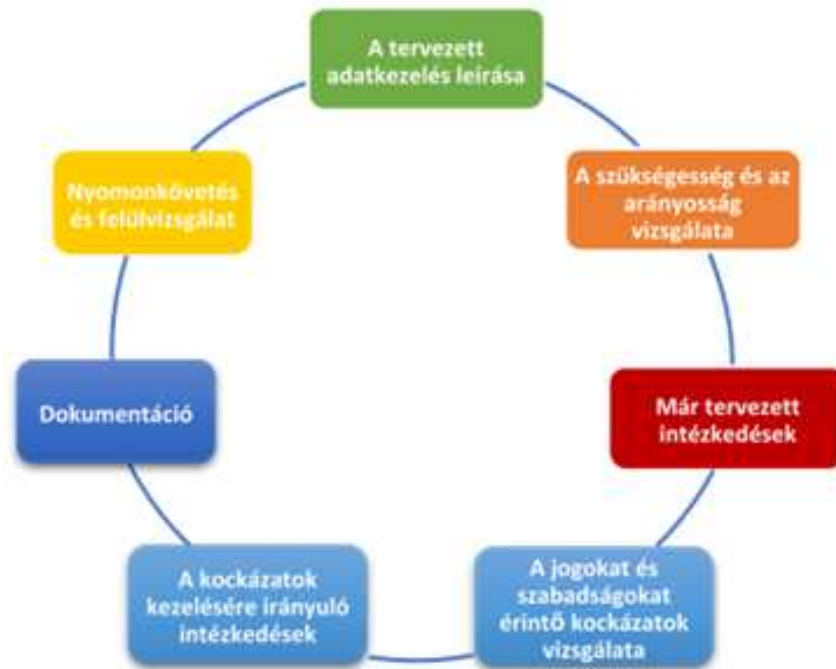 A tervezett
adatkezelés leírása
A szükségesség és az
arányosság
vizsgálata
Már tervezett
intézkedések
A jogokat és
szabadságokat
érintő kockázatok
vizsgálata
A kockázatok
kezelésére irányuló
intézkedések
Dokumentáció
Nyomonkövetés
és felülvizsgálat